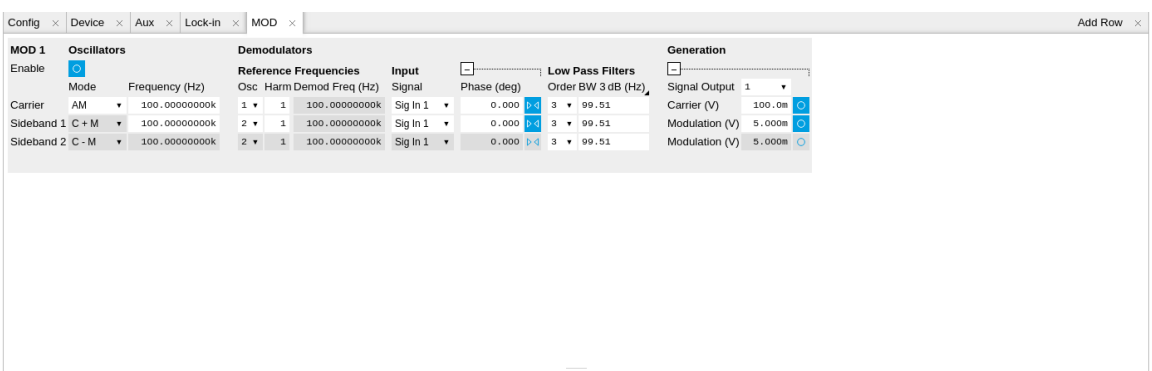 Config × Device × Aux × Lock-in × MOD × Add Row ×
MOD 1 Oscillators Demodulators Generation
Enable Reference Frequencies Input − Low Pass Filters −
Mode Frequency (Hz) Osc Harm Demod Freq (Hz) Signal Phase (deg) Order BW 3 dB (Hz) Signal Output 1
Carrier AM 100.00000000k 1 1 100.00000000k Sig In 1 0.000 3 99.51 Carrier (V) 100.0m
Sideband 1 C + M 100.00000000k 2 1 100.00000000k Sig In 1 0.000 3 99.51 Modulation (V) 5.000m
Sideband 2 C - M 100.00000000k 2 1 100.00000000k Sig In 1 0.000 3 99.51 Modulation (V) 5.000m